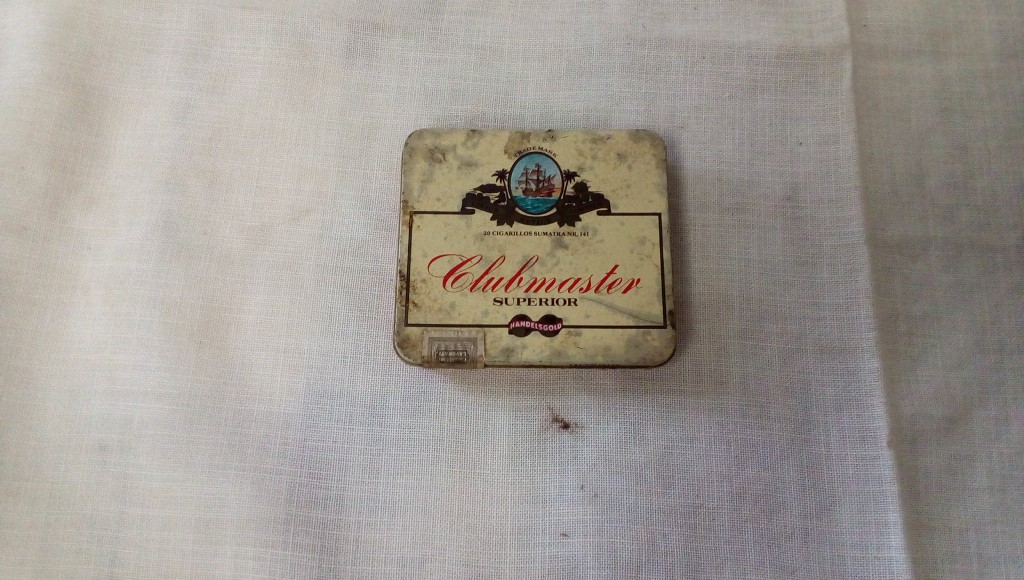 TRADE MARK
20 CIGARILLOS SUMATRA NR. 141
Clubmaster
SUPERIOR
HANDELSGOLD